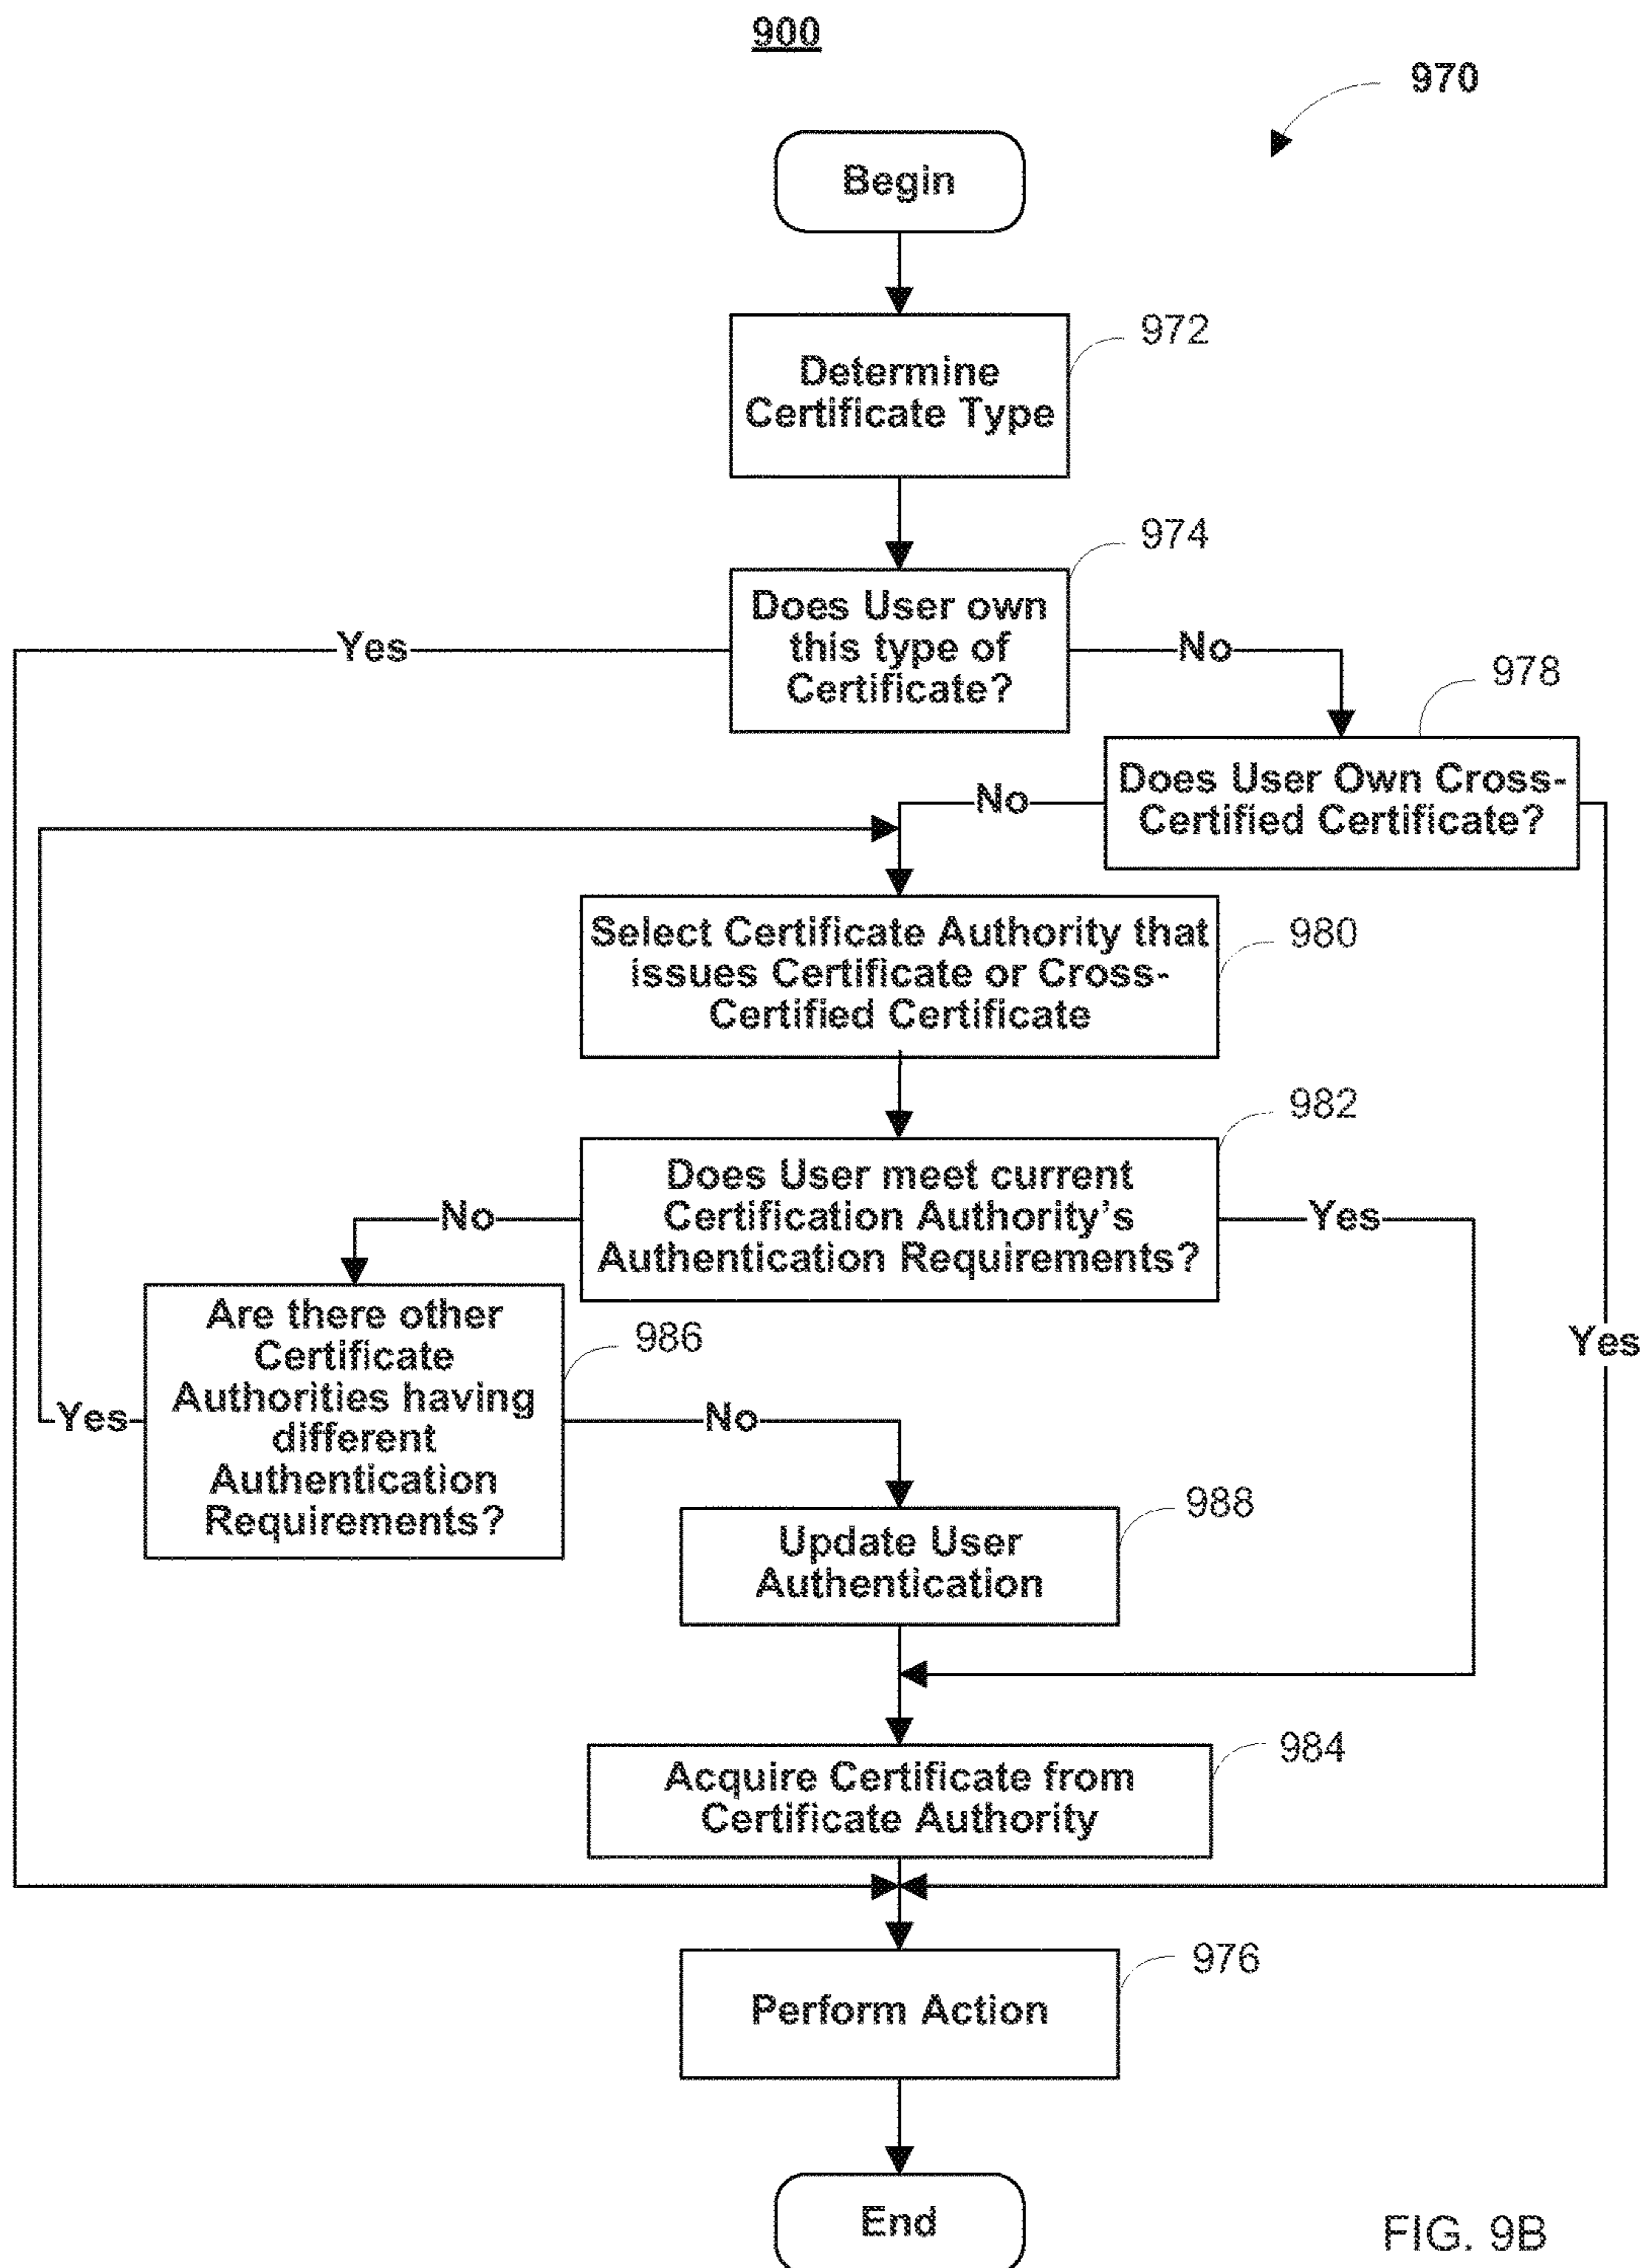 900
970
Begin
972
Determine
Certificate Type
974
Does User own
this type of
Certificate?
Yes
No
978
Does User Own Cross-
Certified Certificate?
No
Yes
980
Select Certificate Authority that
issues Certificate or Cross-
Certified Certificate
982
Does User meet current
Certification Authority's
Authentication Requirements?
No
Yes
986
Are there other
Certificate
Authorities having
different
Authentication
Requirements?
Yes
No
988
Update User
Authentication
984
Acquire Certificate from
Certificate Authority
976
Perform Action
End
FIG. 9B